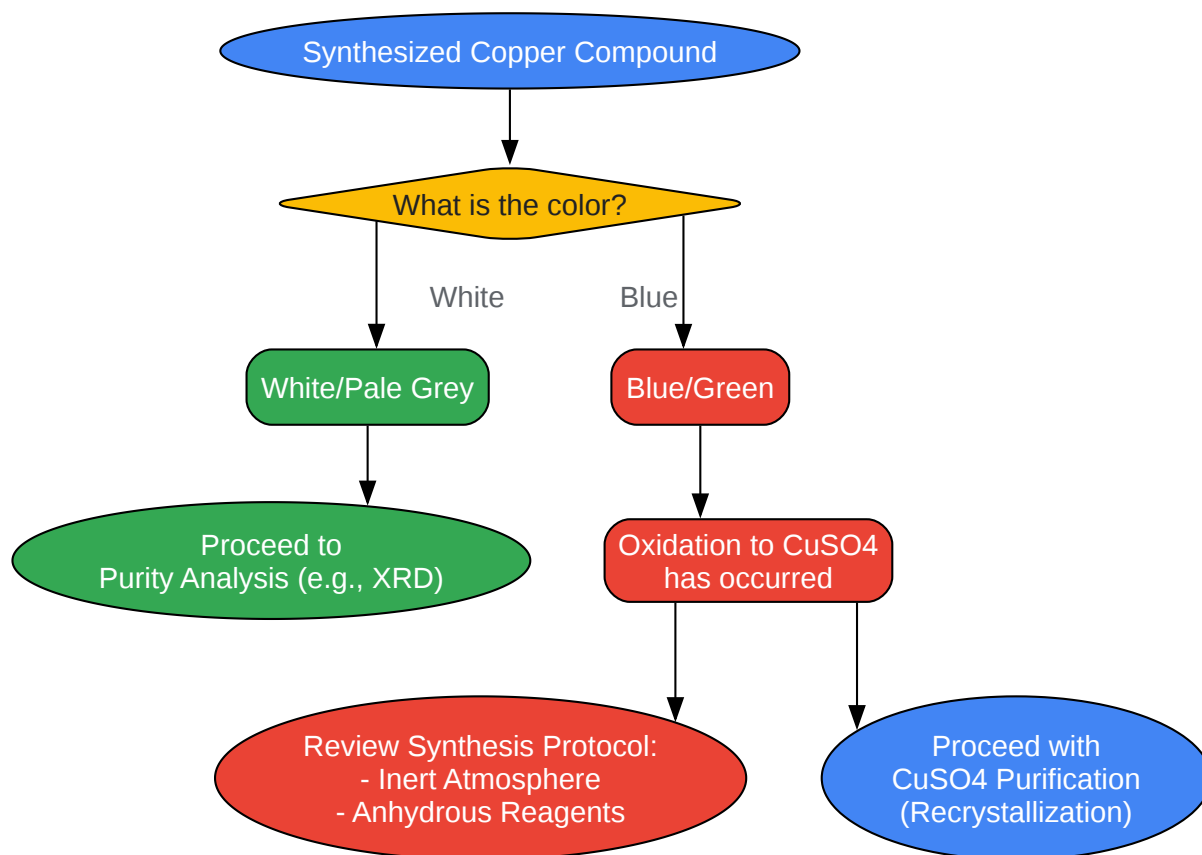 Synthesized Copper Compound
What is the color?
White
Blue
White/Pale Grey
Blue/Green
Proceed to
Purity Analysis (e.g., XRD)
Oxidation to CuSO4
has occurred
Review Synthesis Protocol:
- Inert Atmosphere
- Anhydrous Reagents
Proceed with
CuSO4 Purification
(Recrystallization)